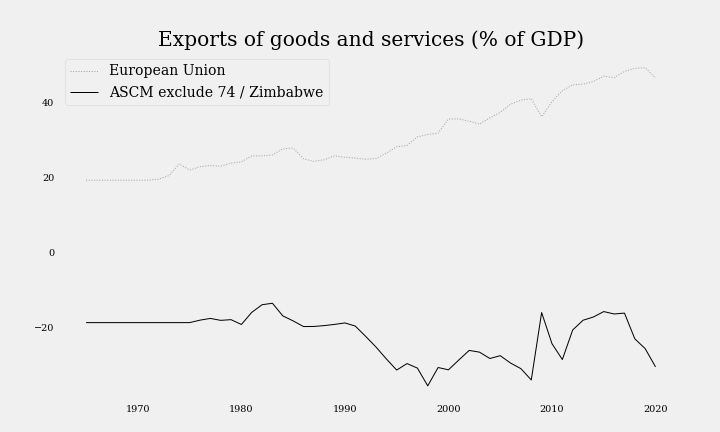 Exports of goods and services (% of GDP)
European Union
ASCM exclude 74 / Zimbabwe
40
20
0
−20
1970 1980 1990 2000 2010 2020